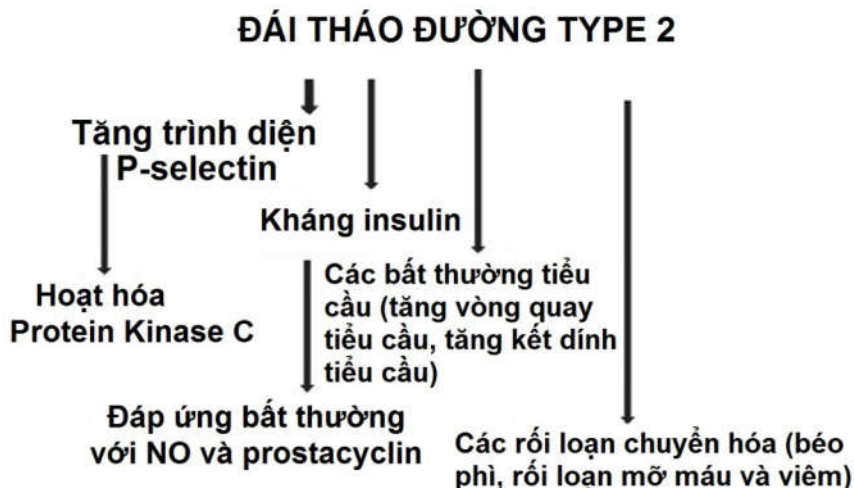 ĐÁI THÁO ĐƯỜNG TYPE 2
Tăng trình diện
P-selectin
Kháng insulin
Hoạt hóa
Protein Kinase C
Các bất thường tiểu
cầu (tăng vòng quay
tiểu cầu, tăng kết dính
tiểu cầu)
Đáp ứng bất thường
với NO và prostacyclin
Các rối loạn chuyển hóa (béo
phì, rối loạn mỡ máu và viêm)